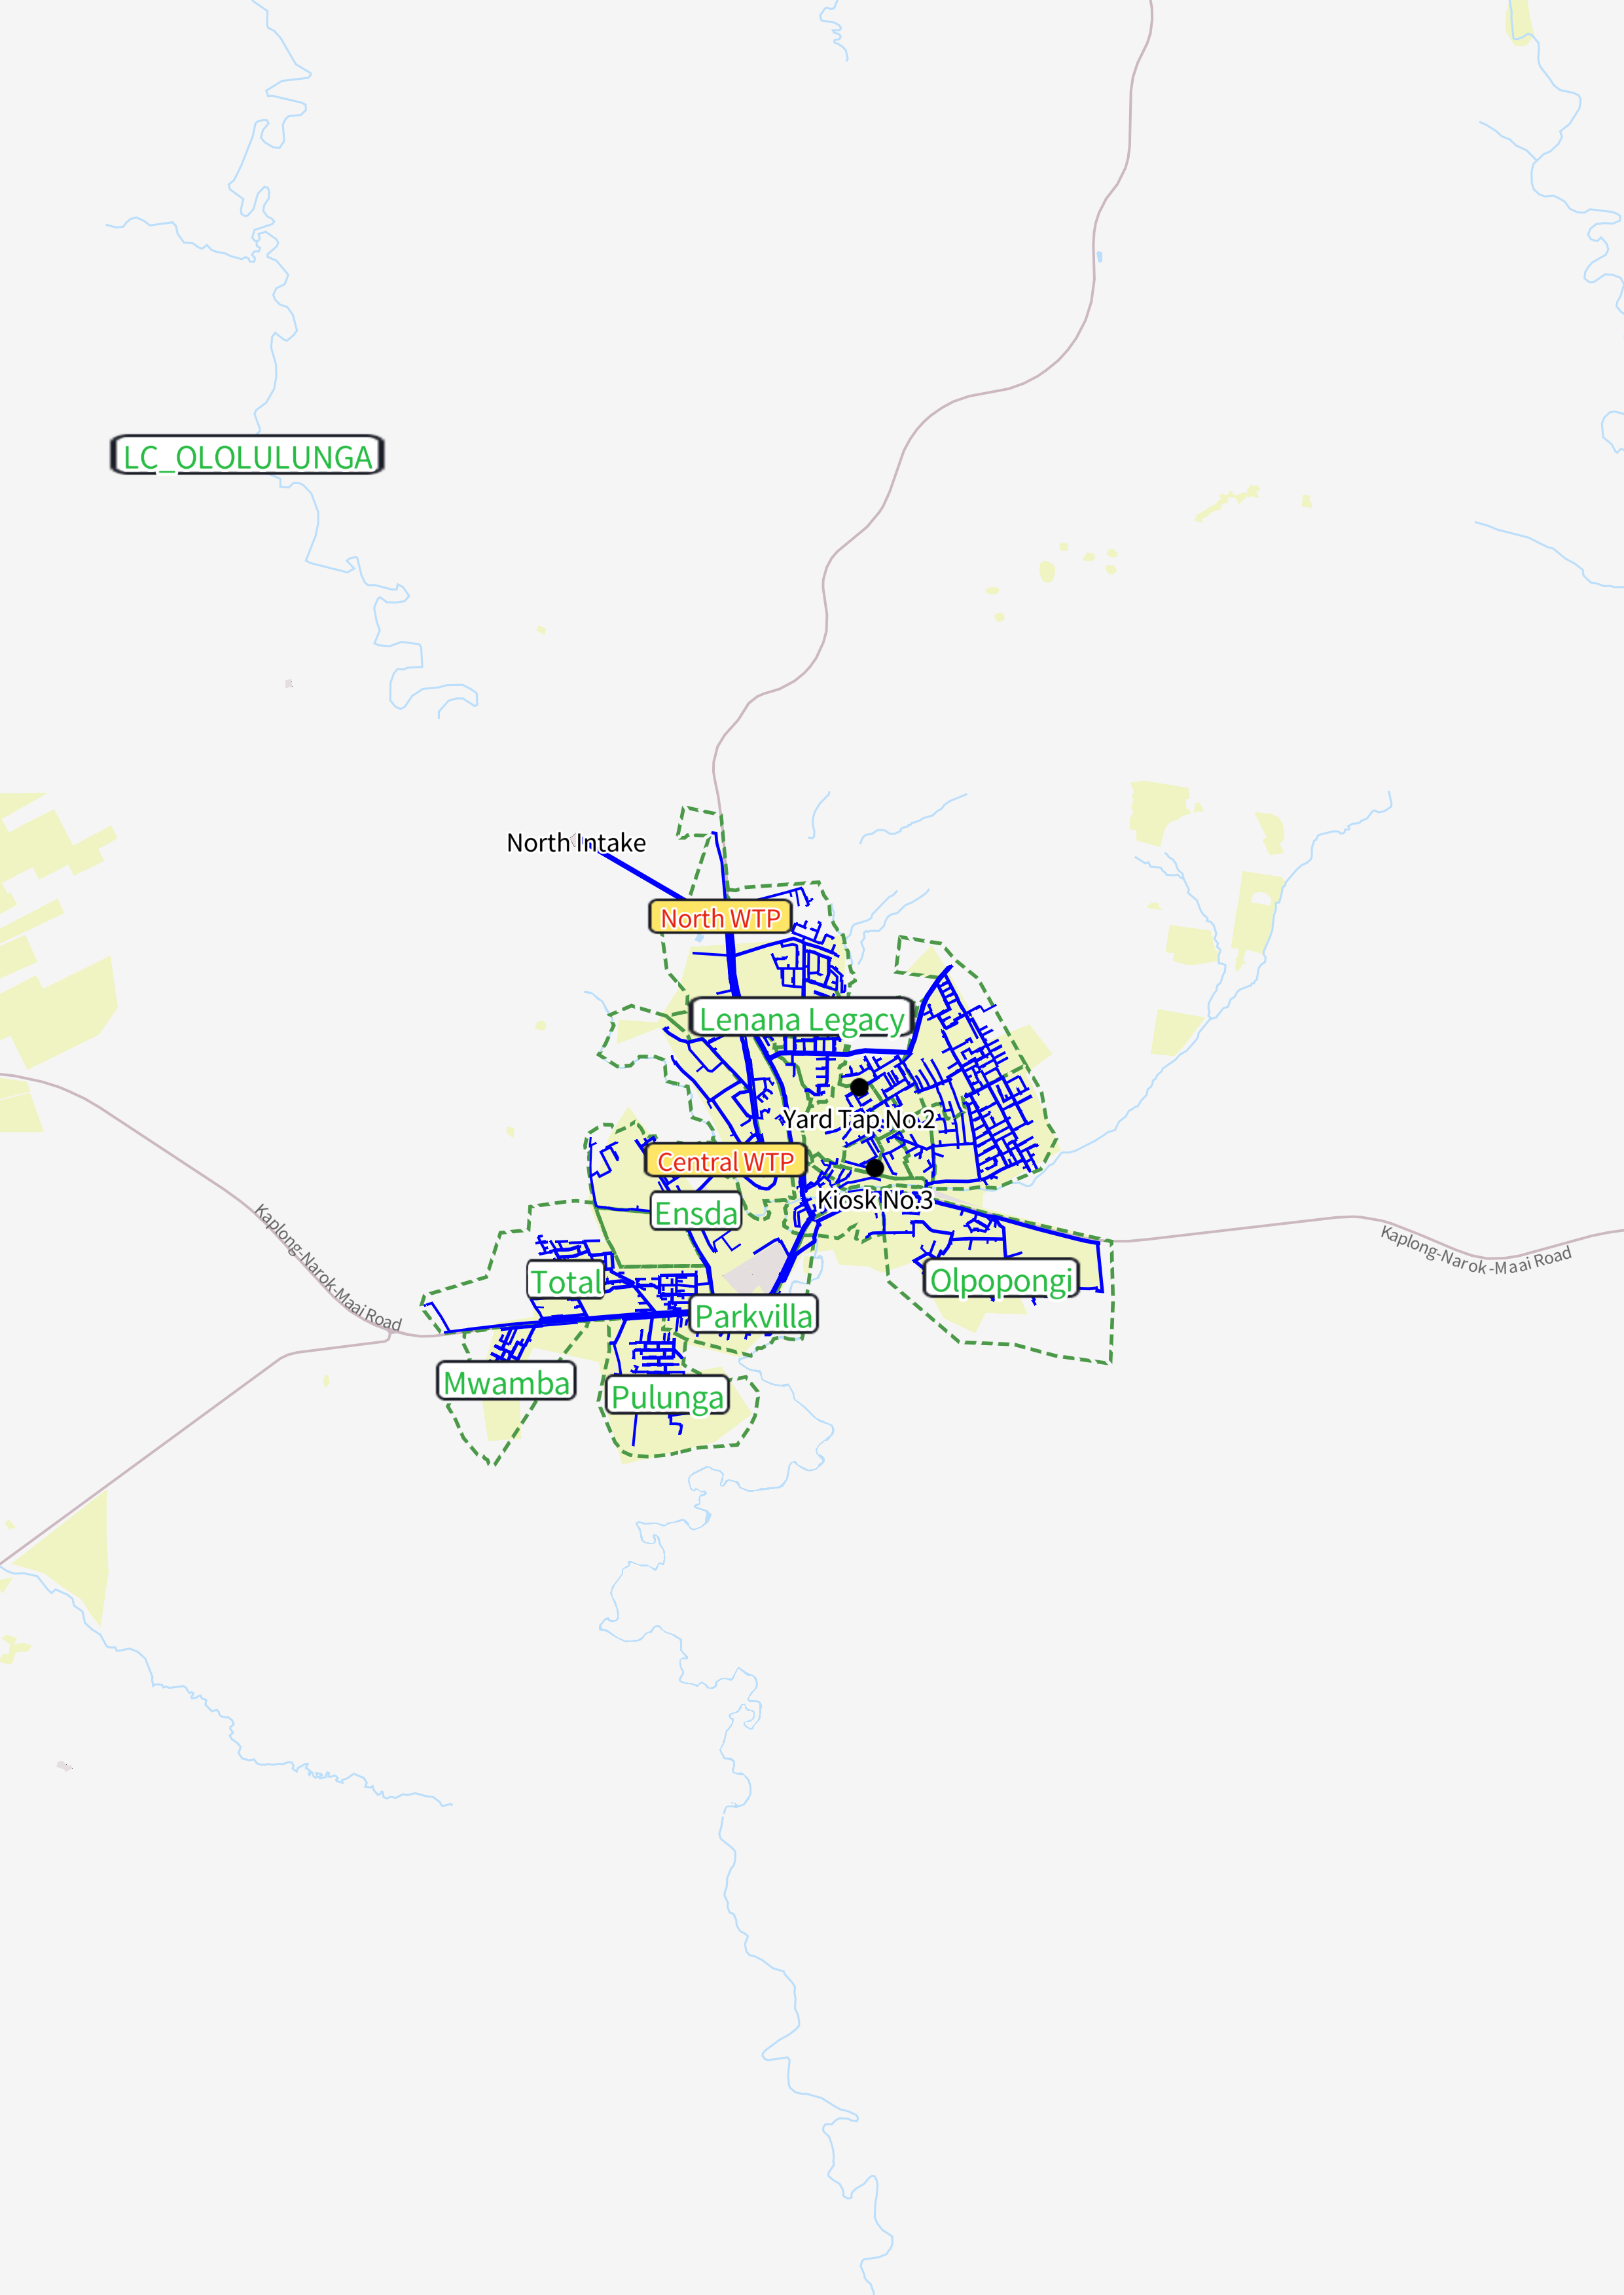 LC_OLOLULUNGA
North Intake
North WTP
Lenana Legacy
Yard Tap No.2
Central WTP
Kiosk No.3
Ensda
Kaplong-Narok-Maai Road
Kaplong-Narok-Maai Road
Total
Olpopongi
Parkvilla
Mwamba
Pulunga